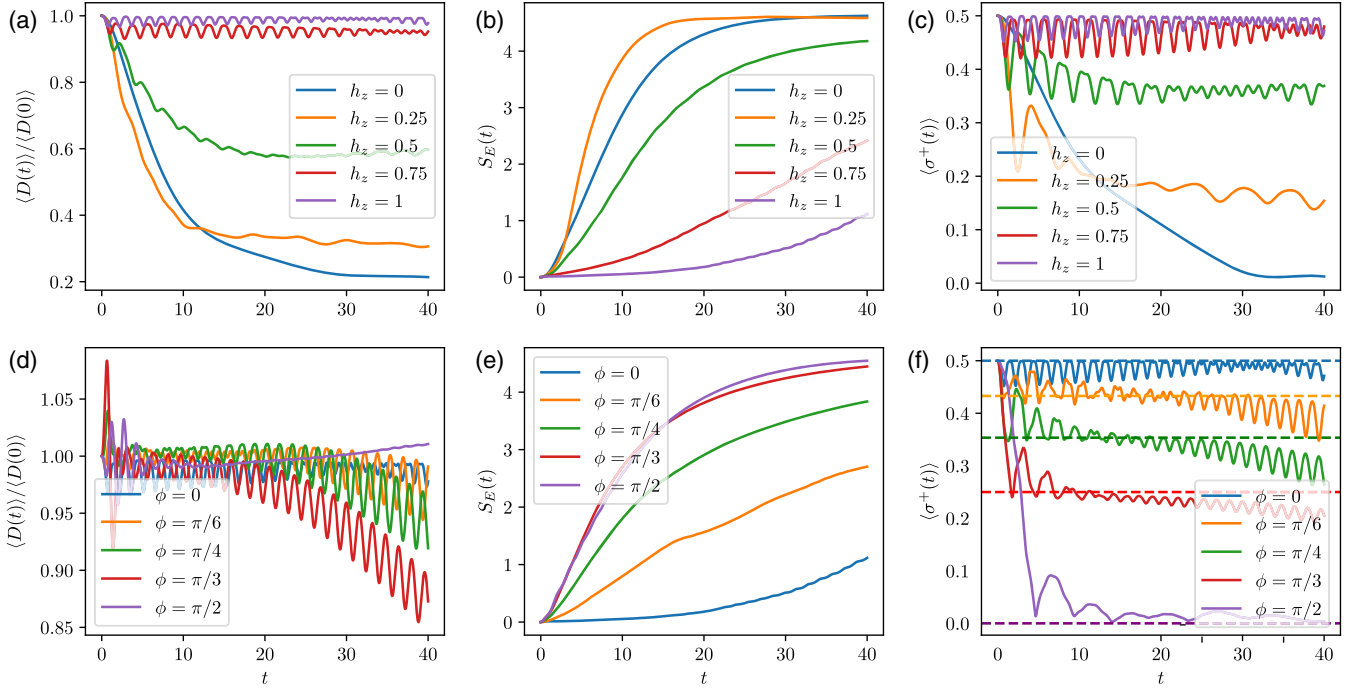 (a)
⟨D(t)⟩/⟨D(0)⟩
1.0
0.8
0.6
0.4
0.2
0 10 20 30 40
h_z = 0
h_z = 0.25
h_z = 0.5
h_z = 0.75
h_z = 1
(b)
S_E(t)
4
3
2
1
0
0 10 20 30 40
h_z = 0
h_z = 0.25
h_z = 0.5
h_z = 0.75
h_z = 1
(c)
⟨σ⁺(t)⟩
0.5
0.4
0.3
0.2
0.1
0.0
0 10 20 30 40
h_z = 0
h_z = 0.25
h_z = 0.5
h_z = 0.75
h_z = 1
(d)
⟨D(t)⟩/⟨D(0)⟩
1.05
1.00
0.95
0.90
0.85
0 10 20 30 40
t
ϕ = 0
ϕ = π/6
ϕ = π/4
ϕ = π/3
ϕ = π/2
(e)
S_E(t)
4
3
2
1
0
0 10 20 30 40
t
ϕ = 0
ϕ = π/6
ϕ = π/4
ϕ = π/3
ϕ = π/2
(f)
⟨σ⁺(t)⟩
0.5
0.4
0.3
0.2
0.1
0.0
0 10 20 30 40
t
ϕ = 0
ϕ = π/6
ϕ = π/4
ϕ = π/3
ϕ = π/2